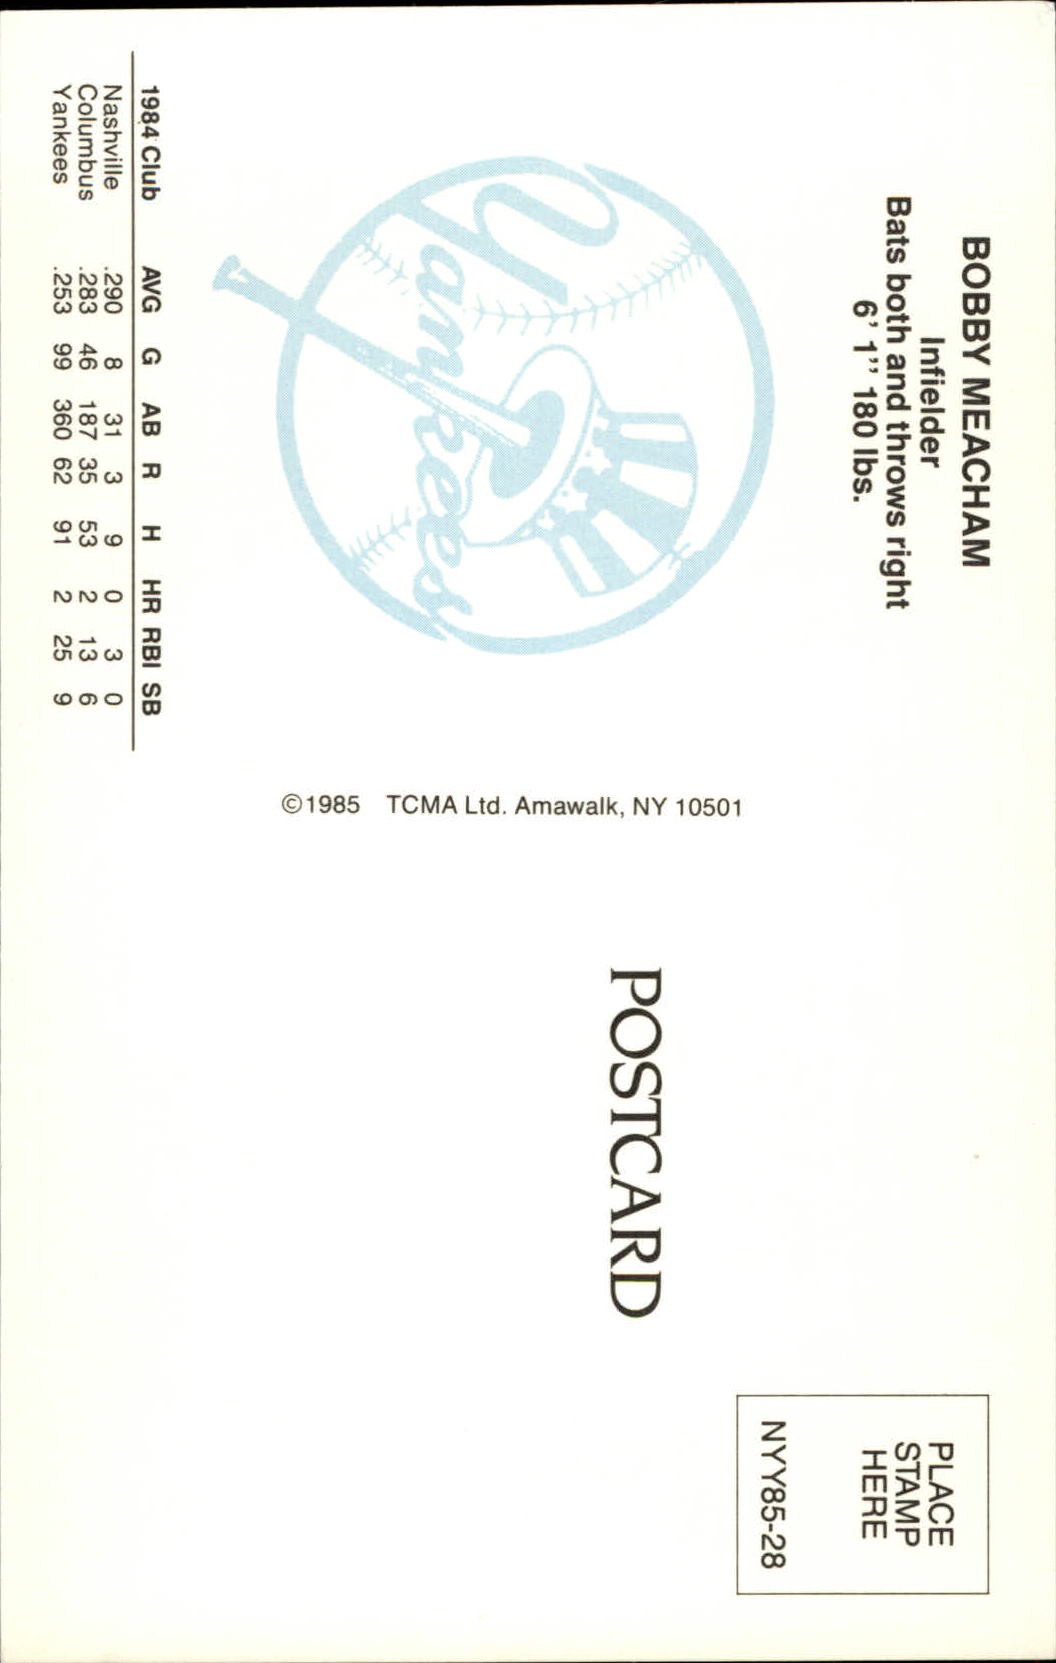 BOBBY MEACHAM
Infielder
Bats both and throws right
6' 1" 180 lbs.
Yankees
1984 Club AVG G AB R H HR RBI SB
Nashville .290 8 31 3 9 0 3 0
Columbus .283 46 187 35 53 2 13 6
Yankees .253 99 360 62 91 2 25 9
©1985 TCMA Ltd. Amawalk, NY 10501
POSTCARD
PLACE
STAMP
HERE
NYY85-28